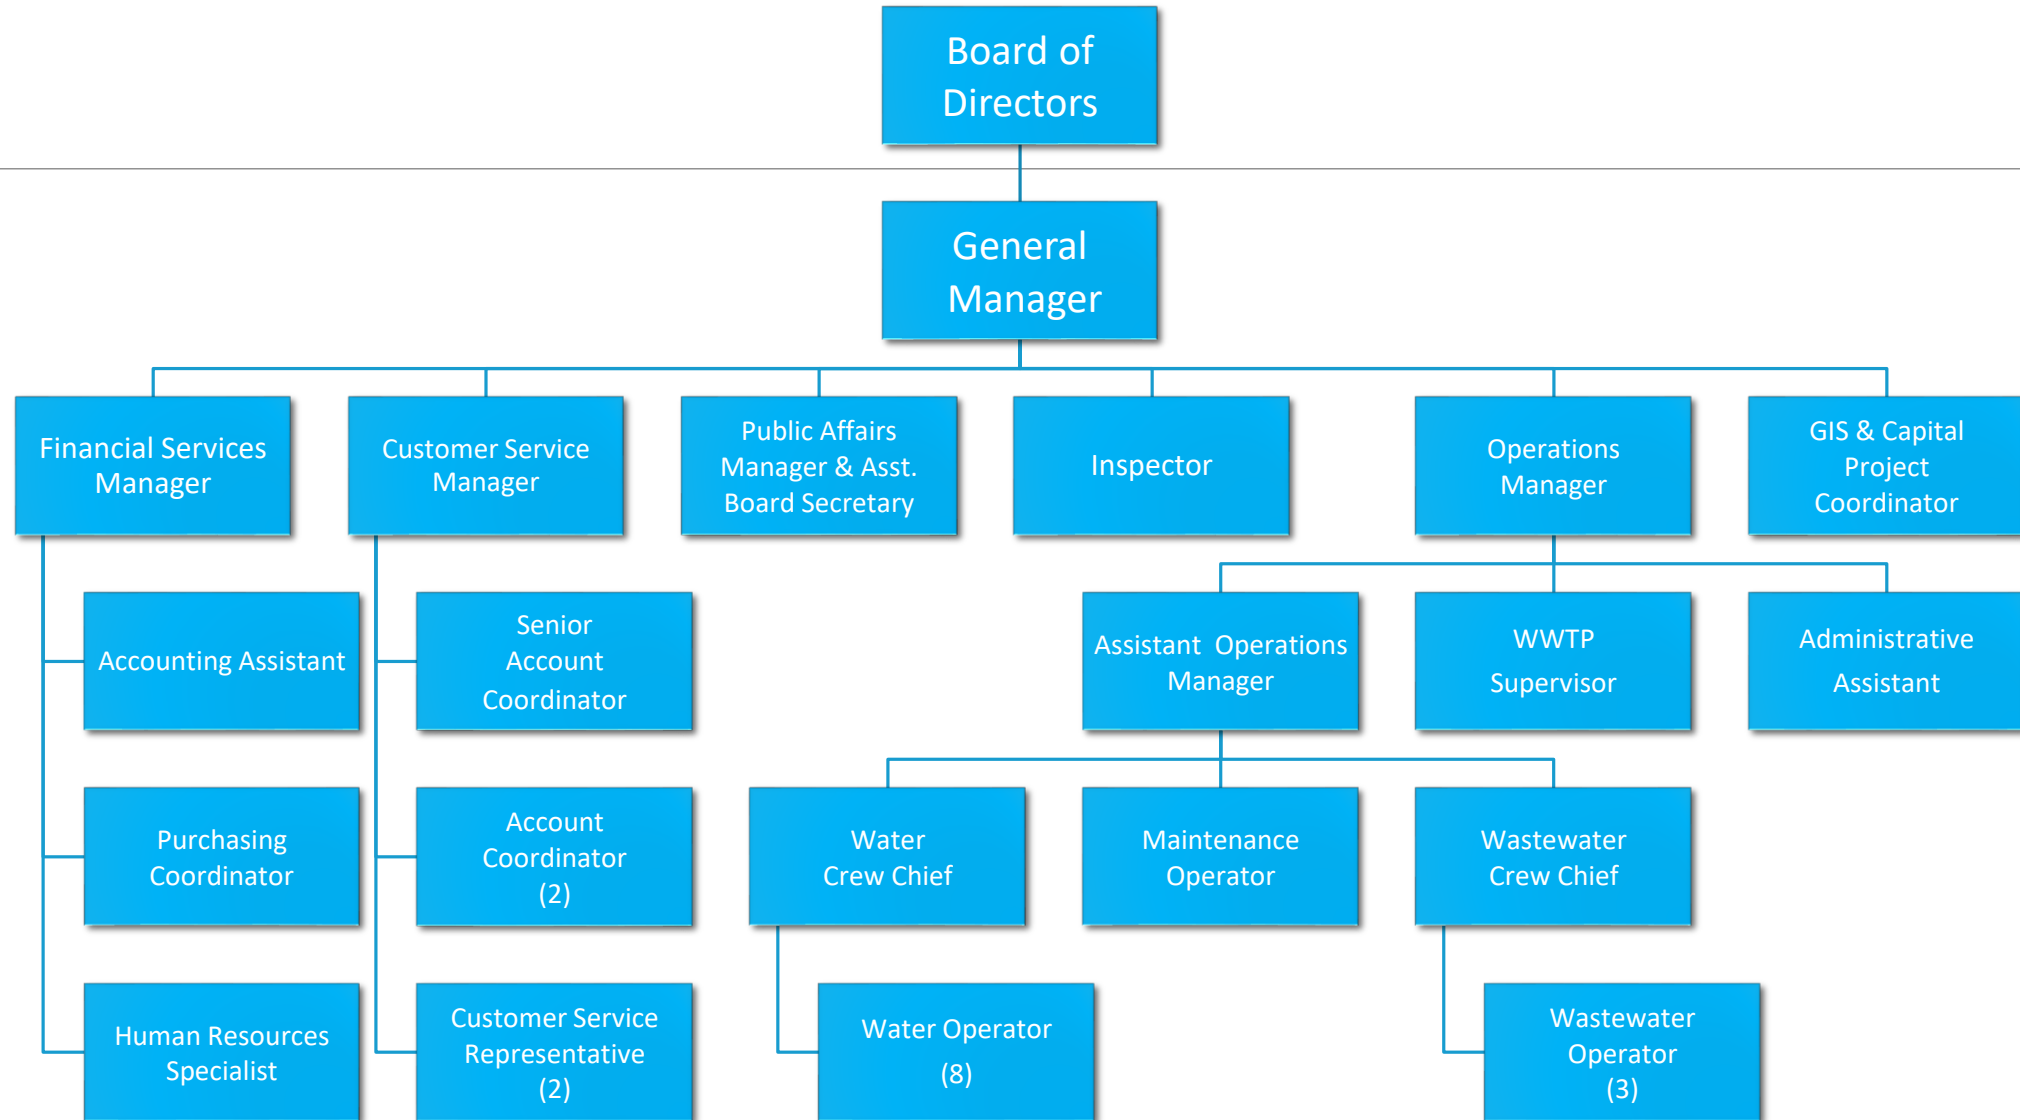 Board of
Directors
General
Manager
Financial Services
Manager
Customer Service
Manager
Public Affairs
Manager & Asst.
Board Secretary
Inspector
Operations
Manager
GIS & Capital
Project
Coordinator
Accounting Assistant
Senior
Account
Coordinator
Assistant Operations
Manager
WWTP
Supervisor
Administrative
Assistant
Purchasing
Coordinator
Account
Coordinator
(2)
Water
Crew Chief
Maintenance
Operator
Wastewater
Crew Chief
Human Resources
Specialist
Customer Service
Representative
(2)
Water Operator
(8)
Wastewater
Operator
(3)